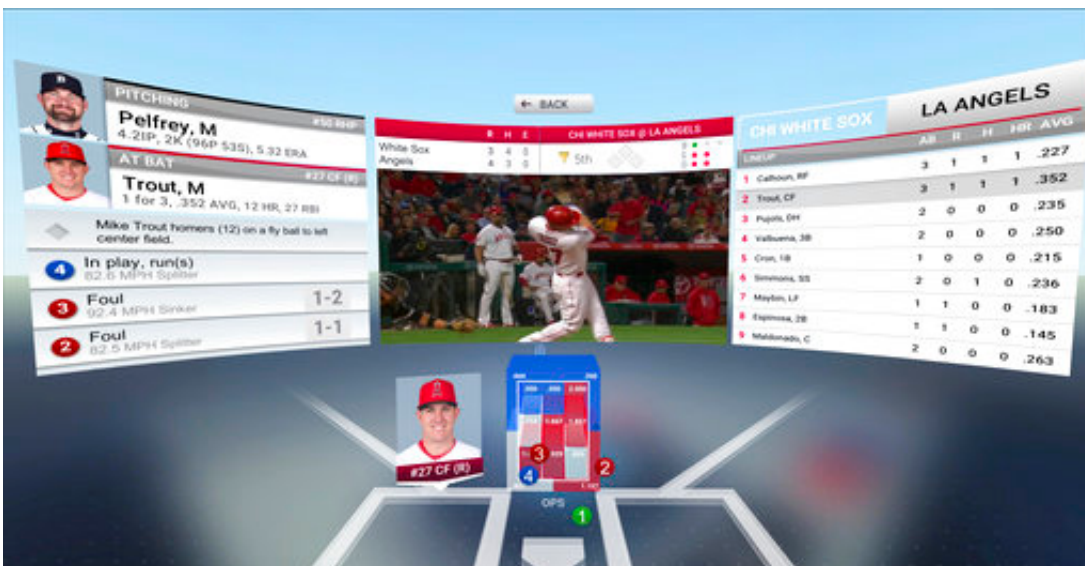 PITCHING
#50 RHP
Pelfrey, M
4.2IP, 2K (96P 53S), 5.32 ERA
AT BAT
#27 CF (R)
Trout, M
1 for 3, .352 AVG, 12 HR, 27 RBI
Mike Trout homers (12) on a fly ball to left
center field.
4 In play, run(s)
82.6 MPH Splitter
3 Foul 1-2
92.4 MPH Sinker
2 Foul 1-1
82.5 MPH Splitter
← BACK
R H E
CHI WHITE SOX @ LA ANGELS
White Sox 3 4 0
Angels 4 3 0
5th
CHI WHITE SOX
LA ANGELS
LINEUP AB R H HR AVG
1 Calhoun, RF 3 1 1 1 .227
2 Trout, CF 3 1 1 1 .352
3 Pujols, DH 2 0 0 0 .235
4 Valbuena, 3B 2 0 0 0 .250
5 Cron, 1B 1 0 0 0 .215
6 Simmons, SS 2 0 1 0 .236
7 Maybin, LF 1 1 0 0 .183
8 Espinosa, 2B 1 1 0 0 .145
9 Maldonado, C 2 0 0 0 .263
#27 CF (R)
3
2
4
OPS
1